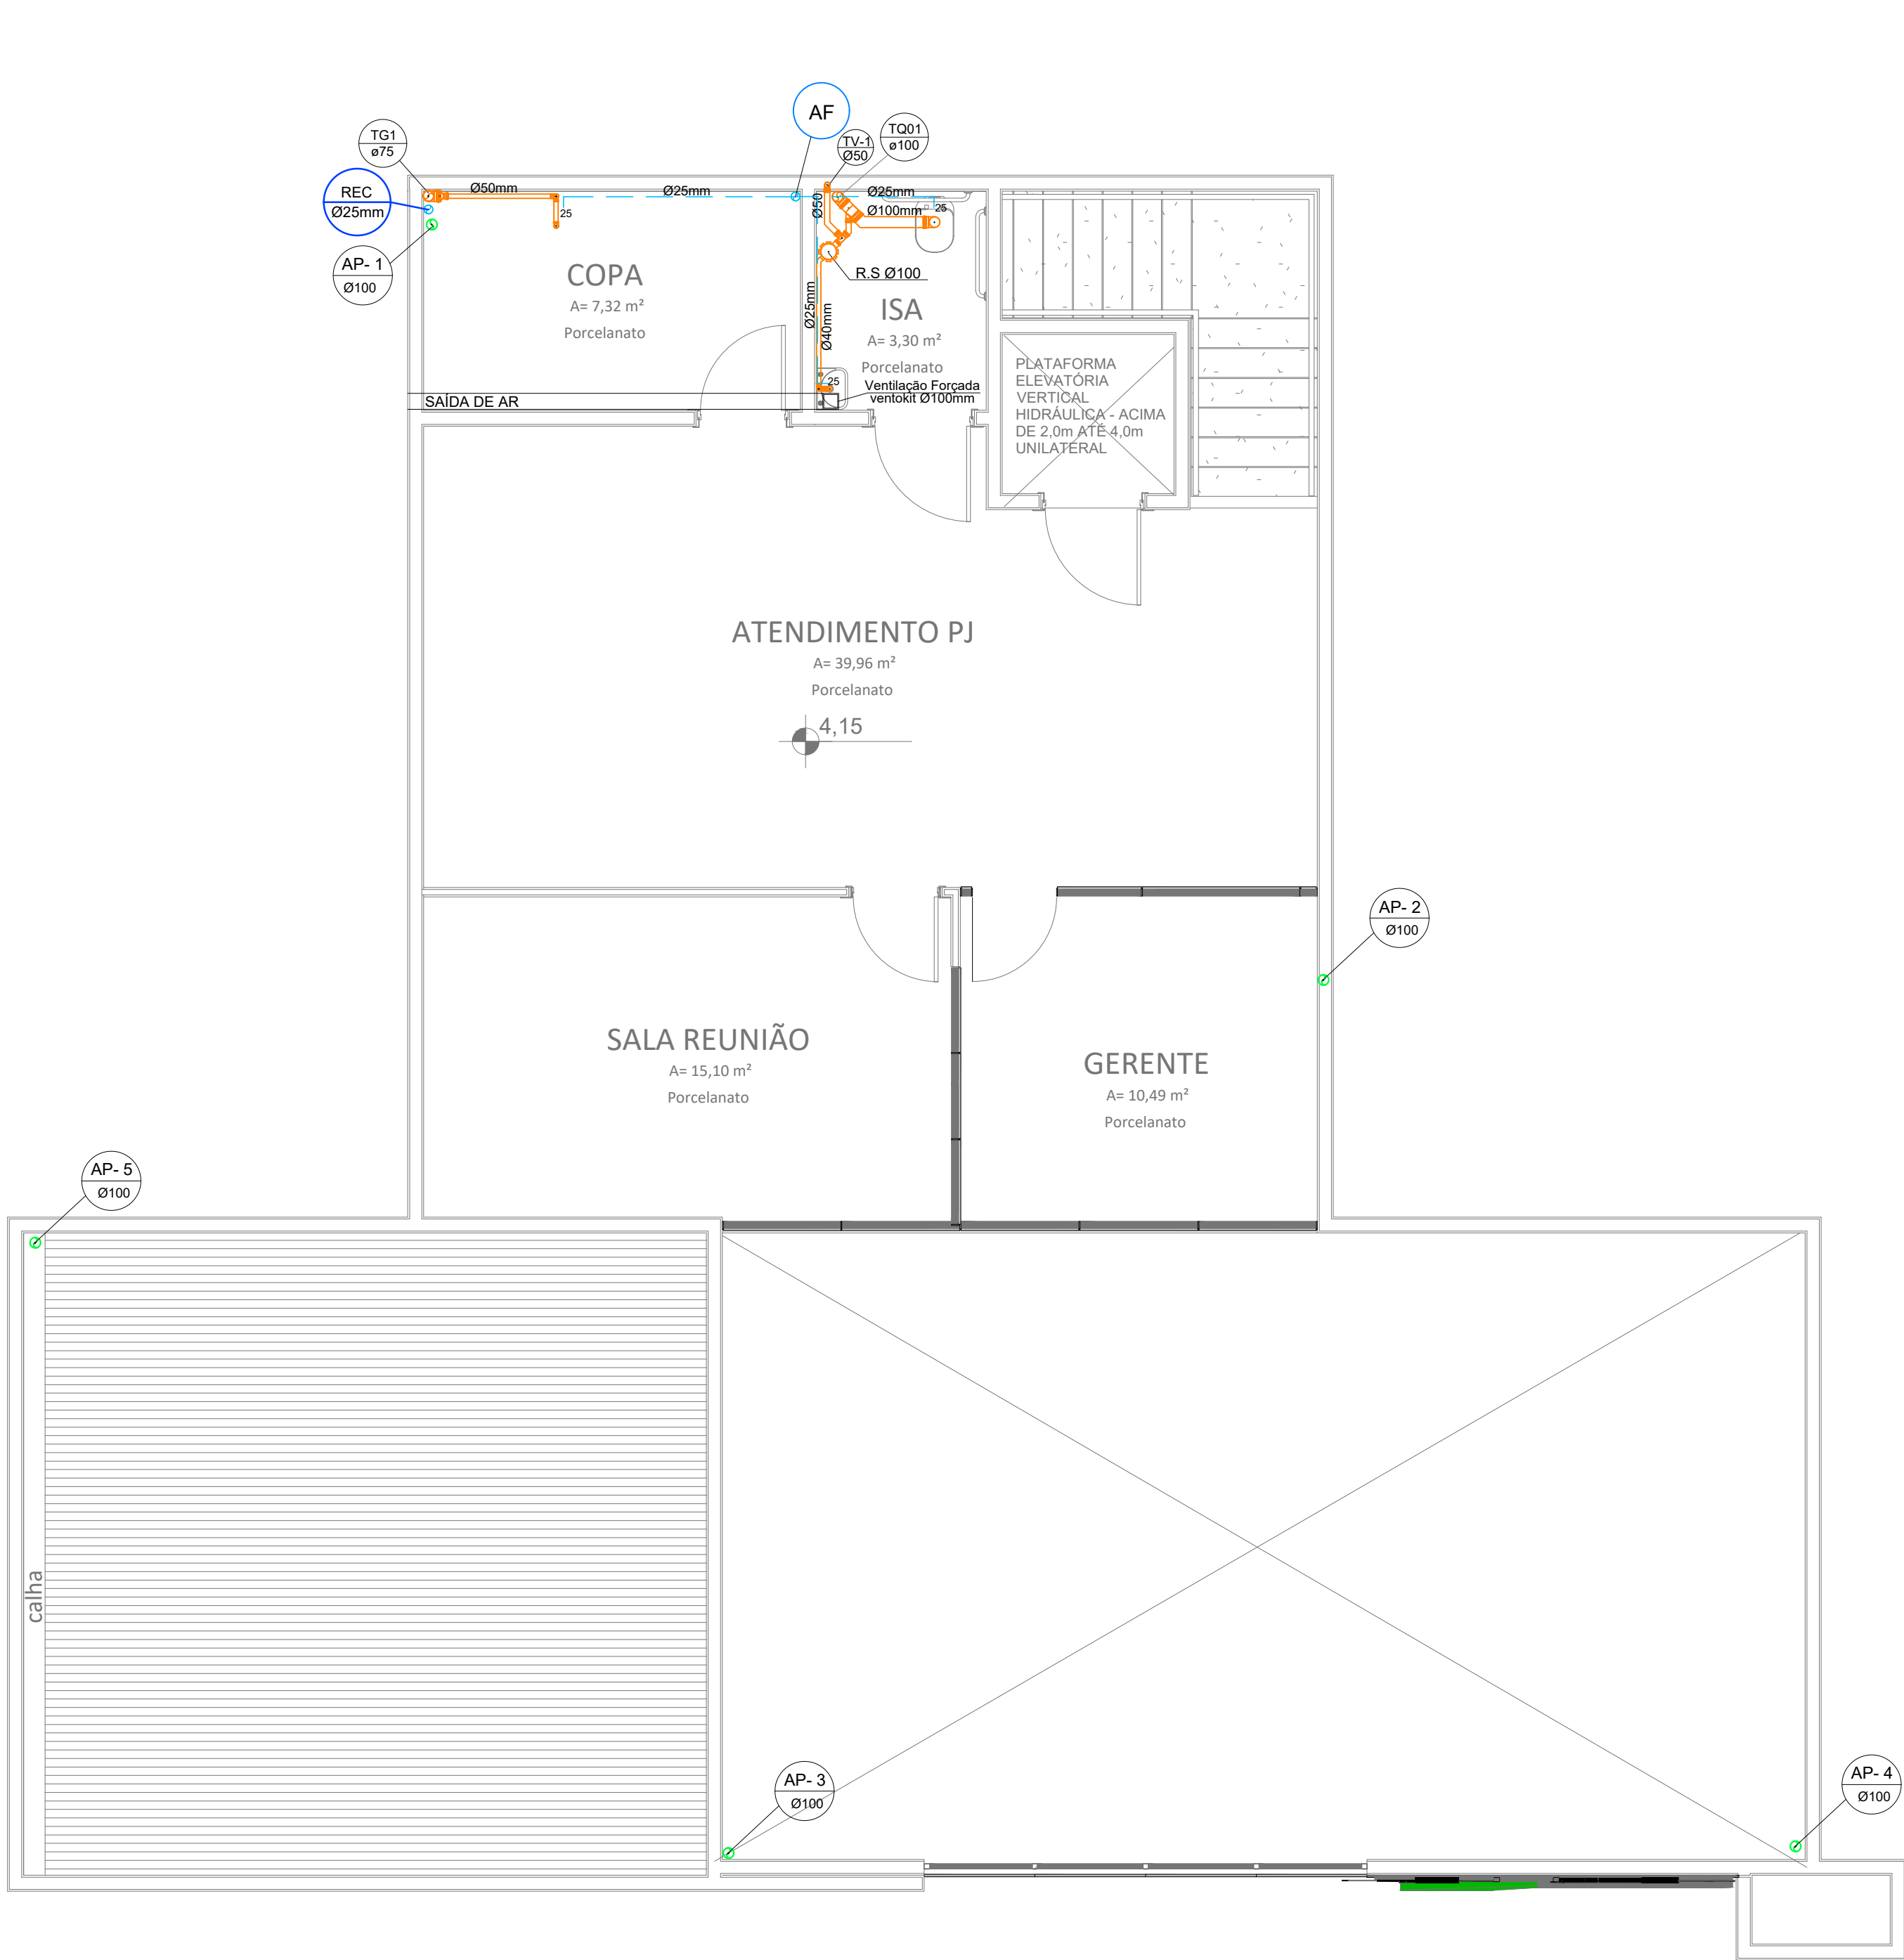 AF
TG1
ø75
TV-1
Ø50
TQ01
ø100
REC
Ø25mm
Ø50mm
25
Ø25mm
Ø50
Ø25mm
25
Ø100mm
AP- 1
Ø100
R.S Ø100
COPA
A= 7,32 m²
Porcelanato
Ø25mm
Ø40mm
ISA
A= 3,30 m²
Porcelanato
25
Ventilação Forçada
ventokit Ø100mm
SAÍDA DE AR
PLATAFORMA
ELEVATÓRIA
VERTICAL
HIDRÁULICA - ACIMA
DE 2,0m ATÉ 4,0m
UNILATERAL
ATENDIMENTO PJ
A= 39,96 m²
Porcelanato
4,15
AP- 2
Ø100
SALA REUNIÃO
A= 15,10 m²
Porcelanato
GERENTE
A= 10,49 m²
Porcelanato
AP- 5
Ø100
calha
AP- 3
Ø100
AP- 4
Ø100